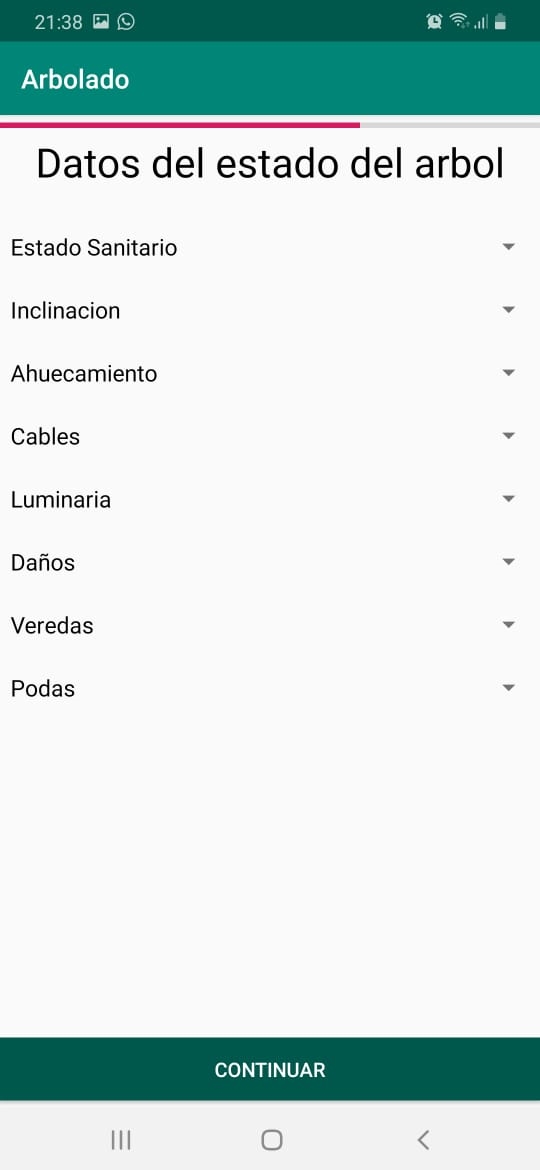 21:38
Arbolado
Datos del estado del arbol
Estado Sanitario
Inclinacion
Ahuecamiento
Cables
Luminaria
Daños
Veredas
Podas
CONTINUAR